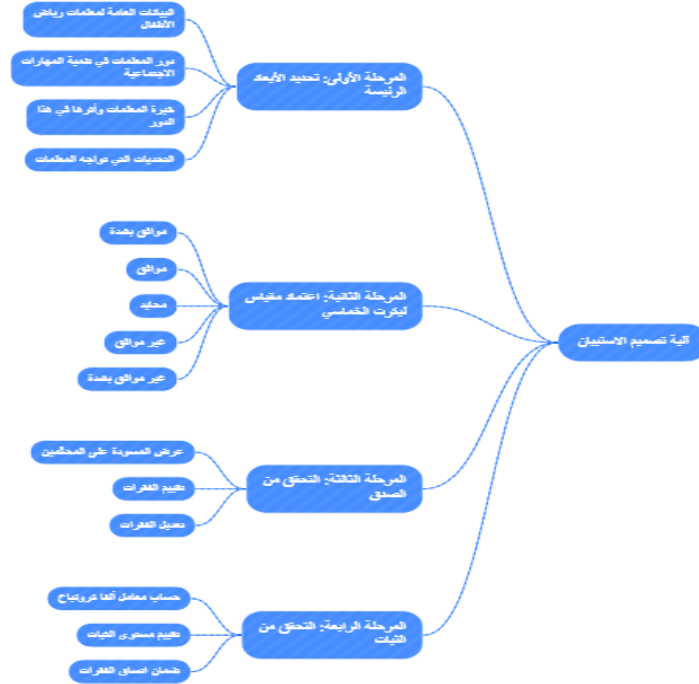 آلية تصميم الاستبيان
المرحلة الأولى: تحديد الأبعاد
الرئيسة
البيانات العامة لمعلمات رياض
الأطفال
دور المعلمات في تنمية المهارات
الاجتماعية
خبرة المعلمات وأثرها في هذا
الدور
التحديات التي تواجه المعلمات
المرحلة الثانية: اعتماد مقياس
ليكرت الخماسي
موافق بشدة
موافق
محايد
غير موافق
غير موافق بشدة
المرحلة الثالثة: التحقق من
الصدق
عرض المسودة على المحكمين
تقييم الفقرات
تعديل الفقرات
المرحلة الرابعة: التحقق من
الثبات
حساب معامل ألفا كرونباخ
تقييم مستوى الثبات
ضمان اتساق الفقرات